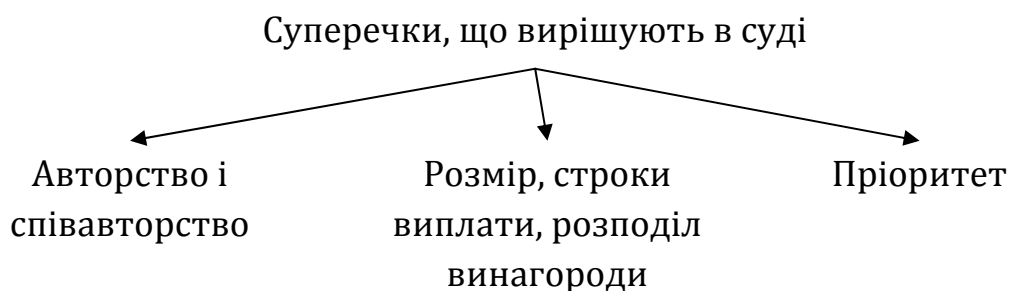 Суперечки, що вирішують в суді
Авторство і
співавторство
Розмір, строки
виплати, розподіл
винагороди
Пріоритет